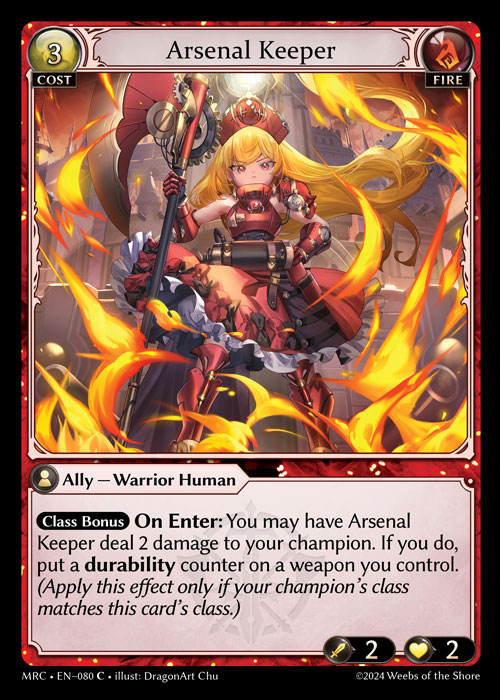 3
Arsenal Keeper
COST
FIRE
Ally — Warrior Human
Class Bonus On Enter: You may have Arsenal
Keeper deal 2 damage to your champion. If you do,
put a durability counter on a weapon you control.
(Apply this effect only if your champion's class
matches this card's class.)
2
2
MRC • EN–080 C • illust: DragonArt Chu
©2024 Weebs of the Shore